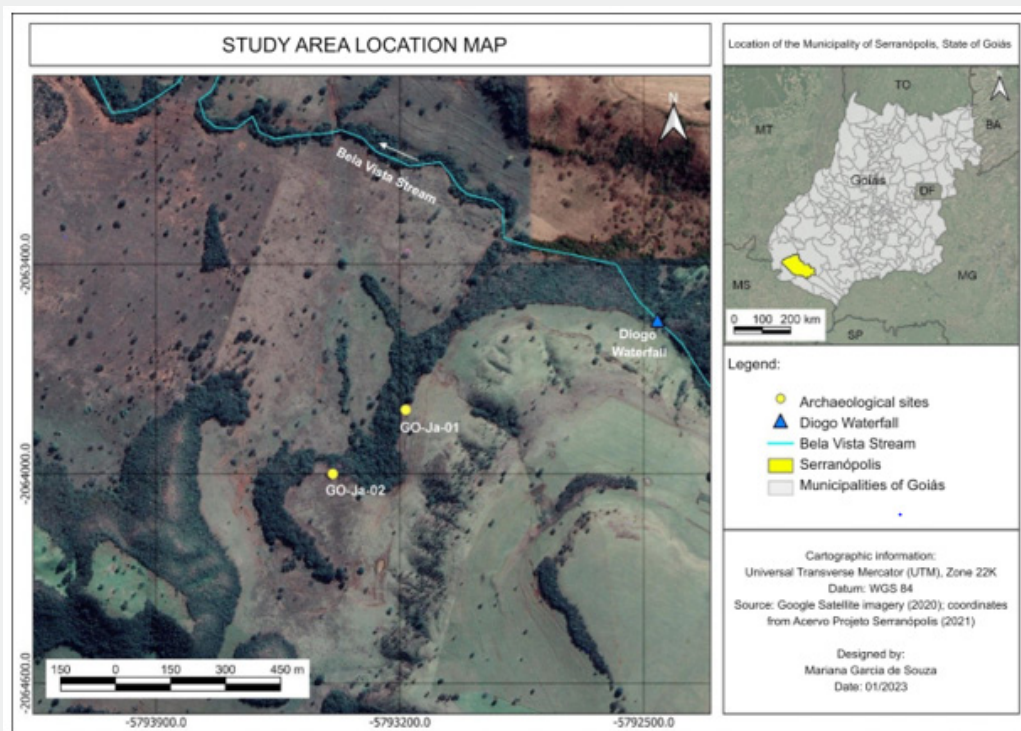 STUDY AREA LOCATION MAP
N
Bela Vista Stream
Diogo
Waterfall
GO-Ja-01
GO-Ja-02
-2063400.0
-2064000.0
-2064600.0
150 0 150 300 450 m
-5793900.0 -5793200.0 -5792500.0
Location of the Municipality of Serranópolis, State of Goiás
TO
MT
BA
Goiás
DF
MG
MS
SP
0 100 200 km
Legend:
Archaeological sites
Diogo Waterfall
Bela Vista Stream
Serranópolis
Municipalities of Goiás
Cartographic information:
Universal Transverse Mercator (UTM), Zone 22K
Datum: WGS 84
Source: Google Satellite imagery (2020); coordinates
from Acervo Projeto Serranópolis (2021)
Designed by:
Mariana Garcia de Souza
Date: 01/2023